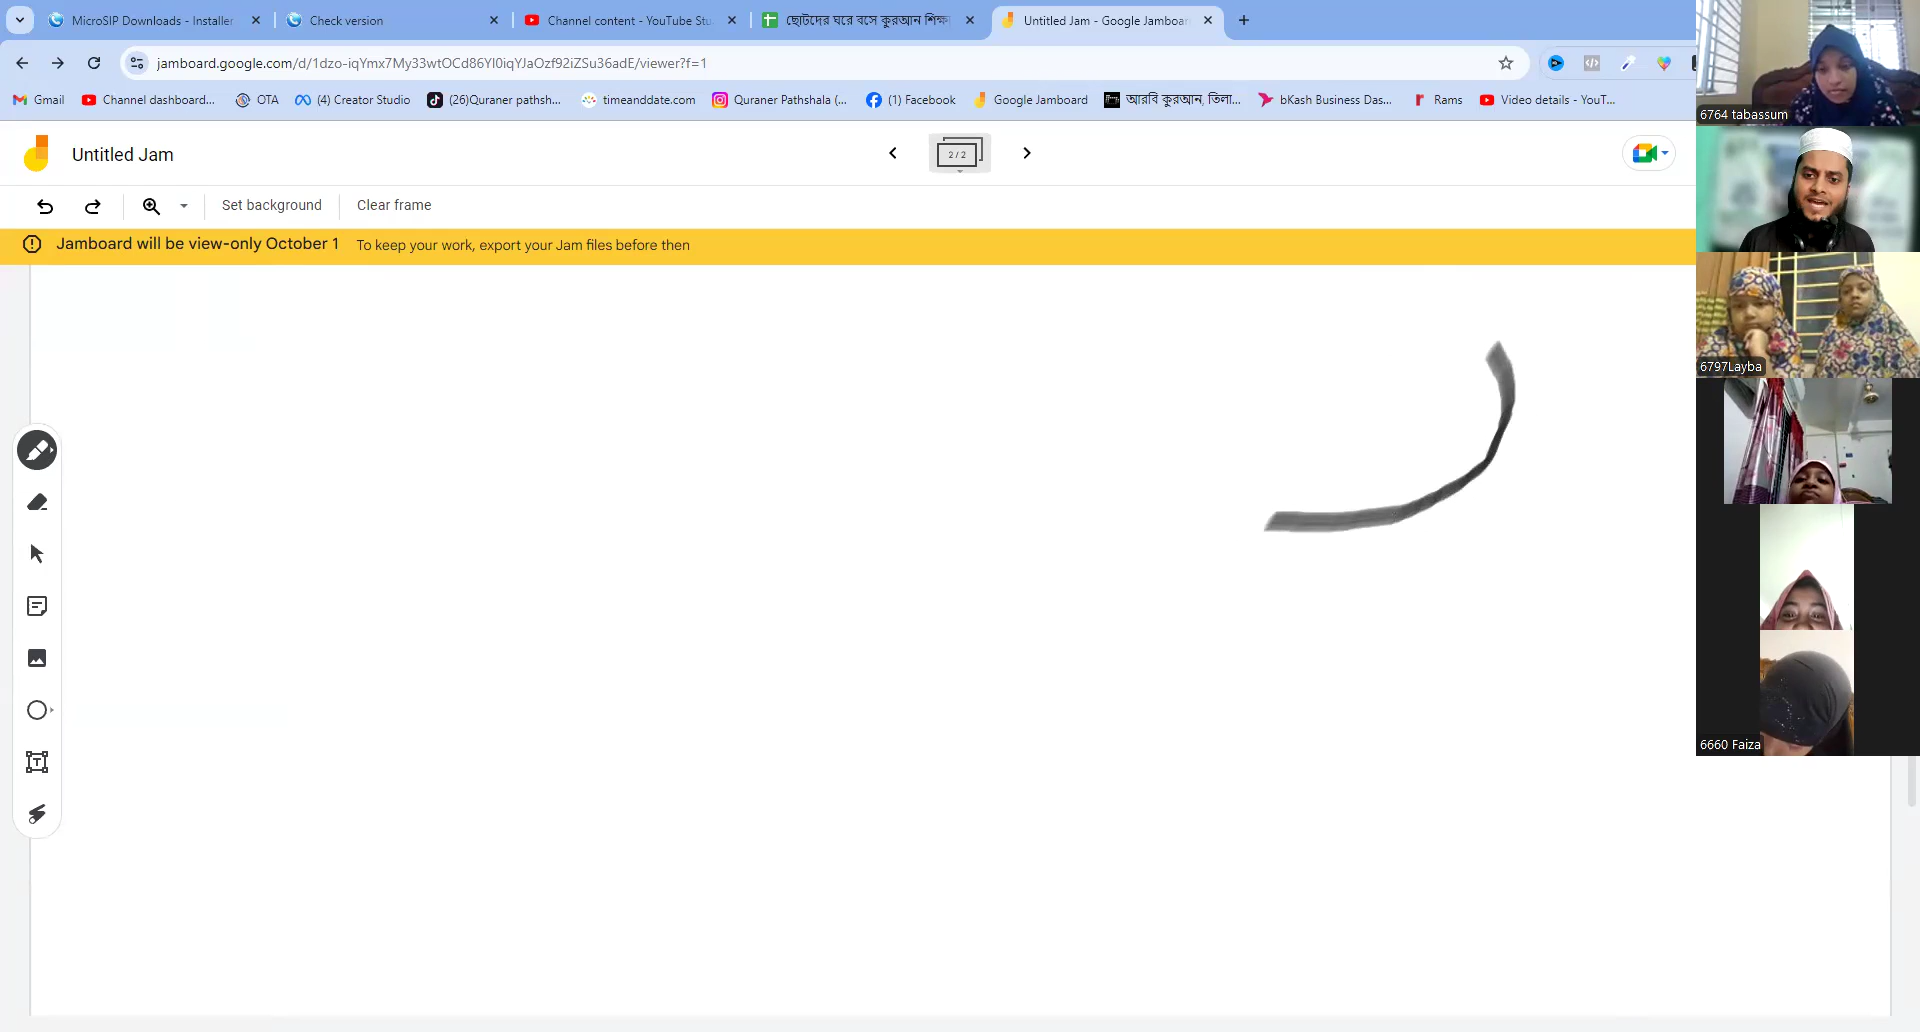 MicroSIP Downloads - Installer
Check version
Channel content - YouTube Stu
ছোটদের ঘরে বসে কুরআন শিক্ষা
Untitled Jam - Google Jamboar
jamboard.google.com/d/1dzo-iqYmx7My33wtOCd86Yl0iqYJaOzf92iZSu36adE/viewer?f=1
Gmail
Channel dashboard...
OTA
(4) Creator Studio
(26)Quraner pathsh...
timeanddate.com
Quraner Pathshala (...
(1) Facebook
Google Jamboard
আরবি কুরআন, তিলা...
bKash Business Das...
Rams
Video details - YouT...
Untitled Jam
2 / 2
Set background
Clear frame
Jamboard will be view-only October 1 To keep your work, export your Jam files before then
6764 tabassum
6797Layba
6660 Faiza